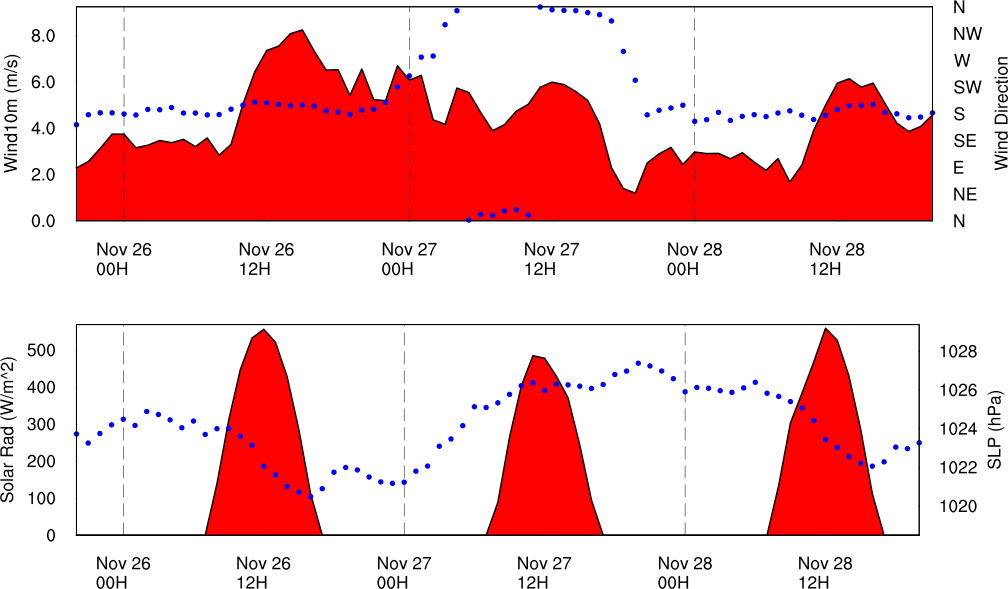 Wind10m (m/s)
8.0
6.0
4.0
2.0
0.0
N
NW
W
SW
S
SE
E
NE
N
Wind Direction
Nov 26 Nov 26 Nov 27 Nov 27 Nov 28 Nov 28
00H 12H 00H 12H 00H 12H
Solar Rad (W/m^2)
500
400
300
200
100
0
1028
1026
1024
1022
1020
SLP (hPa)
Nov 26 Nov 26 Nov 27 Nov 27 Nov 28 Nov 28
00H 12H 00H 12H 00H 12H